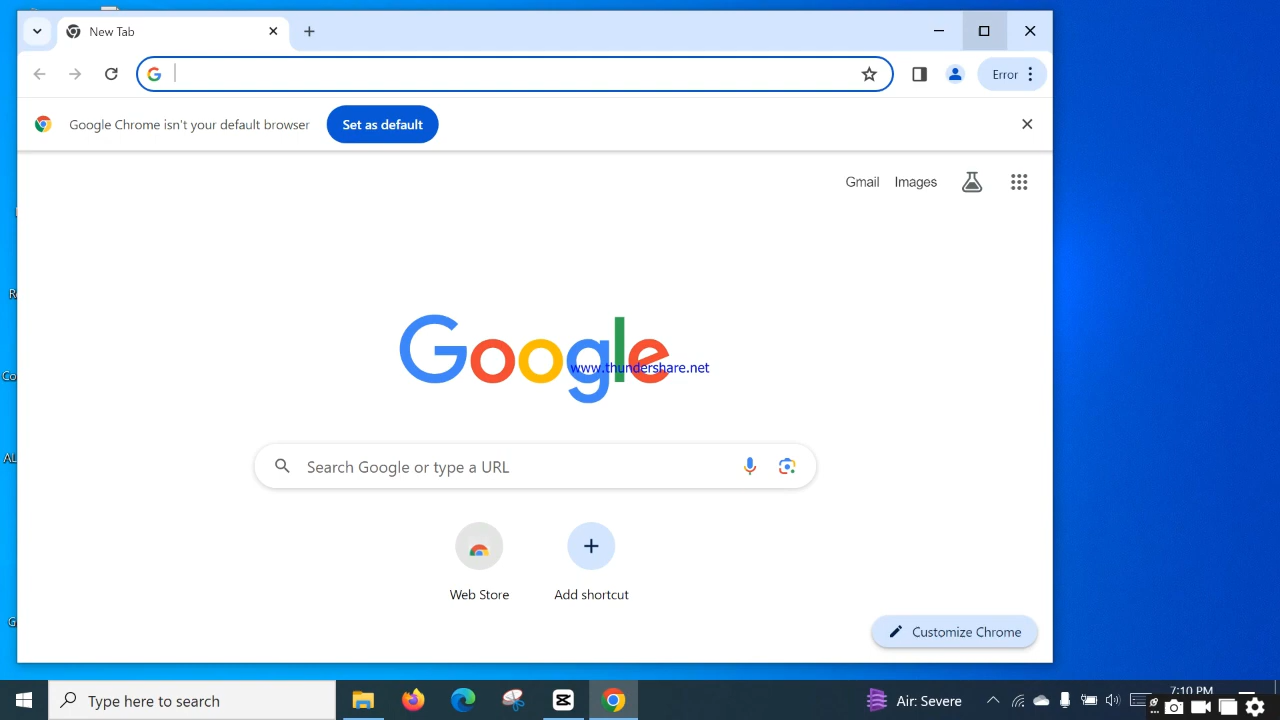 New Tab
Error
Google Chrome isn't your default browser
Set as default
Gmail
Images
Google
www.thundershare.net
Search Google or type a URL
Web Store
Add shortcut
Customize Chrome
Type here to search
Air: Severe
7:10 PM